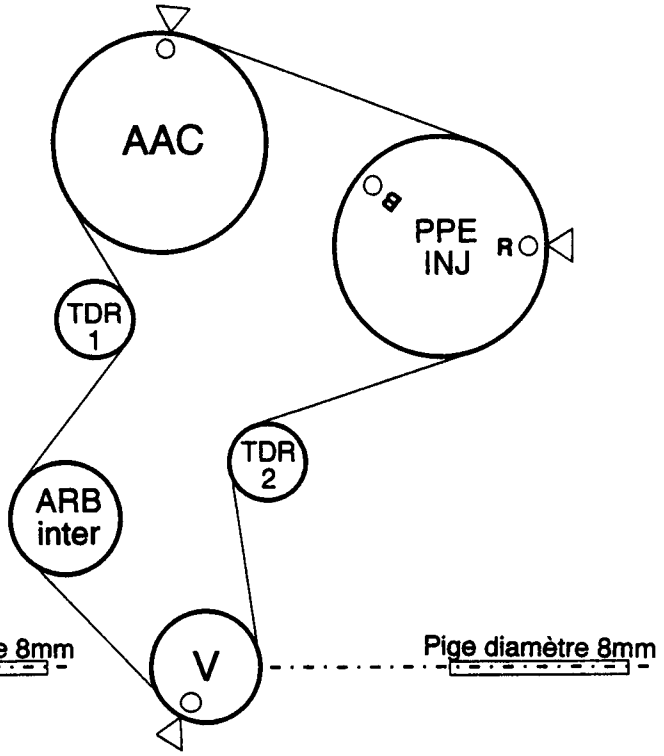 AAC
B
PPE
INJ
R
TDR
1
TDR
2
ARB
inter
e 8mm
V
Pige diamètre 8mm